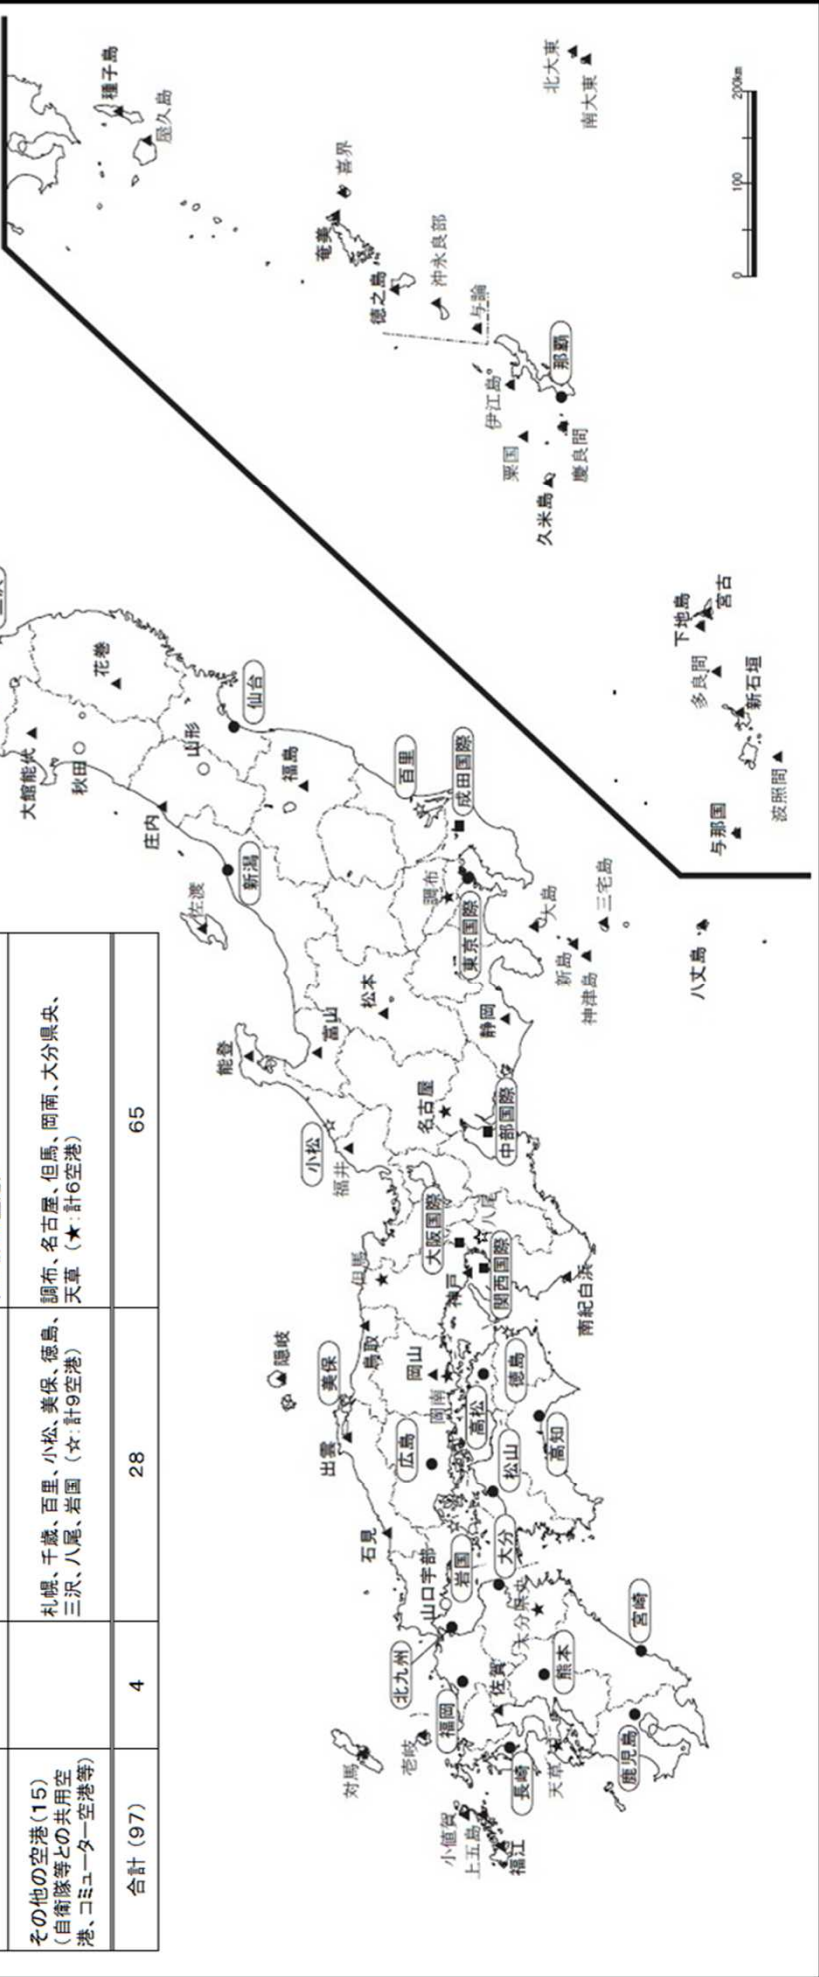 その他の空港(15)
(自衛隊等との共用空
港、コミューター空港等)
札幌、千歳、百里、小松、美保、徳島、
三沢、八尾、岩国 (☆:計9空港)
調布、名古屋、但馬、岡南、大分県央、
天草 (★:計6空港)
合計 (97)
4
28
65
大館能代
秋田
花巻
庄内
山形
仙台
佐渡
新潟
福島
百里
成田国際
調布
東京国際
能登
富山
松本
静岡
小松
福井
名古屋
中部国際
大島
新島
神津島
三宅島
八丈島
但馬
大阪国際
八尾
神戸
関西国際
南紀白浜
隠岐
美保
鳥取
岡山
岡南
出雲
広島
高松
徳島
石見
松山
高知
山口宇部
岩国
大分
大分県央
北九州
福岡
佐賀
熊本
宮崎
対馬
壱岐
長崎
天草
鹿児島
小値賀
上五島
福江
種子島
屋久島
奄美
喜界
徳之島
沖永良部
与論
伊江島
那覇
粟国
慶良間
久米島
北大東
南大東
下地島
宮古
多良間
新石垣
与那国
波照間
0
100
200km